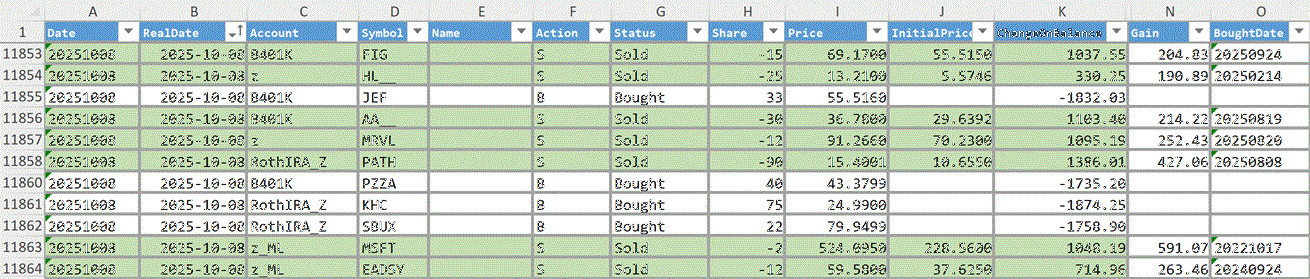 A B C D E F G H I J K N O
1 Date RealDate Account Symbol Name Action Status Share Price InitialPrice Gain BoughtDate
11853 20251008 2025-10-08 B401K FIG S Sold -15 69.1700 55.5150 1037.55 204.83 20250924
11854 20251008 2025-10-08 z HL__ S Sold -25 13.2100 5.5746 330.25 190.89 20250214
11855 20251008 2025-10-08 B401K JEF B Bought 33 55.5160 -1832.03
11856 20251008 2025-10-08 B401K AA__ S Sold -30 36.7800 29.6392 1103.40 214.22 20250819
11857 20251008 2025-10-08 z MRVL S Sold -12 91.2660 70.2300 1095.19 252.43 20250820
11858 20251008 2025-10-08 RothIRA_Z PATH S Sold -90 15.4001 10.6550 1386.01 427.06 20250808
11860 20251008 2025-10-08 B401K PZZA B Bought 40 43.3799 -1735.20
11861 20251008 2025-10-08 RothIRA_Z KHC B Bought 75 24.9900 -1874.25
11862 20251008 2025-10-08 RothIRA_Z SBUX B Bought 22 79.9499 -1758.90
11863 20251008 2025-10-08 z_ML MSFT S Sold -2 524.0950 228.5600 1048.19 591.07 20221017
11864 20251008 2025-10-08 z_ML EADSY S Sold -12 59.5800 37.6250 714.96 263.46 20240924